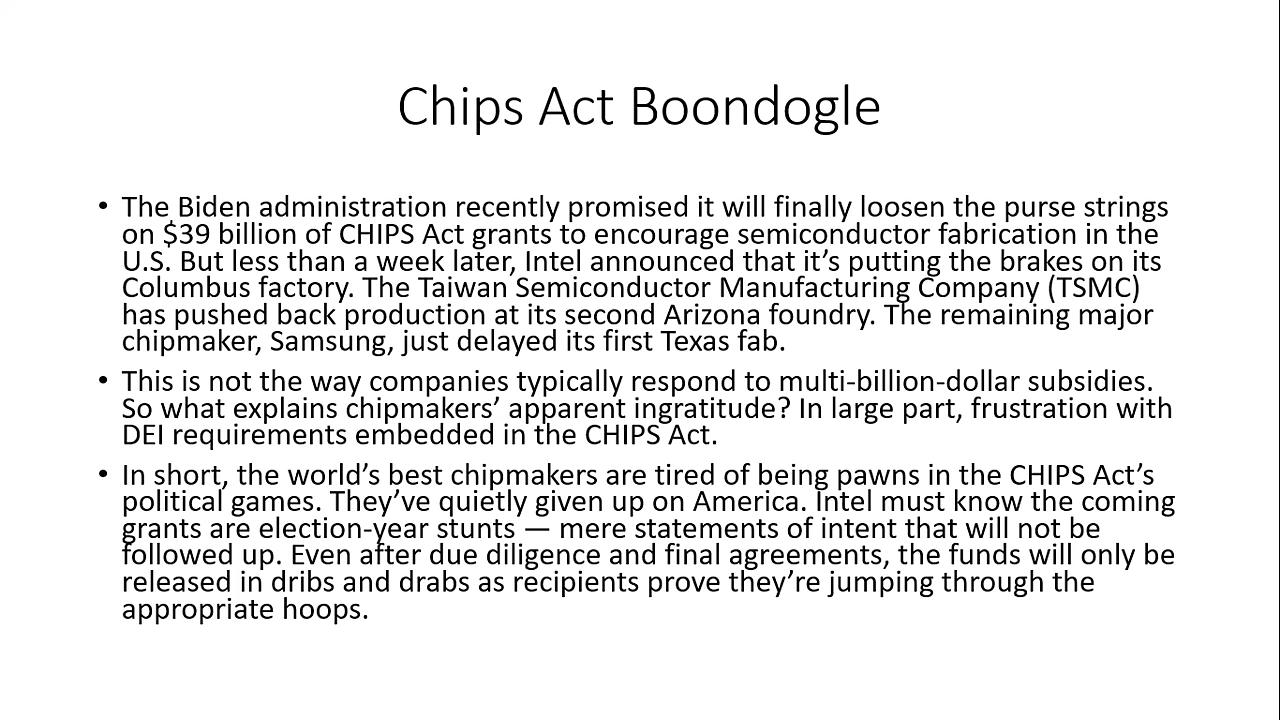 Chips Act Boondogle
• The Biden administration recently promised it will finally loosen the purse strings
on $39 billion of CHIPS Act grants to encourage semiconductor fabrication in the
U.S. But less than a week later, Intel announced that it’s putting the brakes on its
Columbus factory. The Taiwan Semiconductor Manufacturing Company (TSMC)
has pushed back production at its second Arizona foundry. The remaining major
chipmaker, Samsung, just delayed its first Texas fab.
• This is not the way companies typically respond to multi-billion-dollar subsidies.
So what explains chipmakers’ apparent ingratitude? In large part, frustration with
DEI requirements embedded in the CHIPS Act.
• In short, the world’s best chipmakers are tired of being pawns in the CHIPS Act’s
political games. They’ve quietly given up on America. Intel must know the coming
grants are election-year stunts — mere statements of intent that will not be
followed up. Even after due diligence and final agreements, the funds will only be
released in dribs and drabs as recipients prove they’re jumping through the
appropriate hoops.